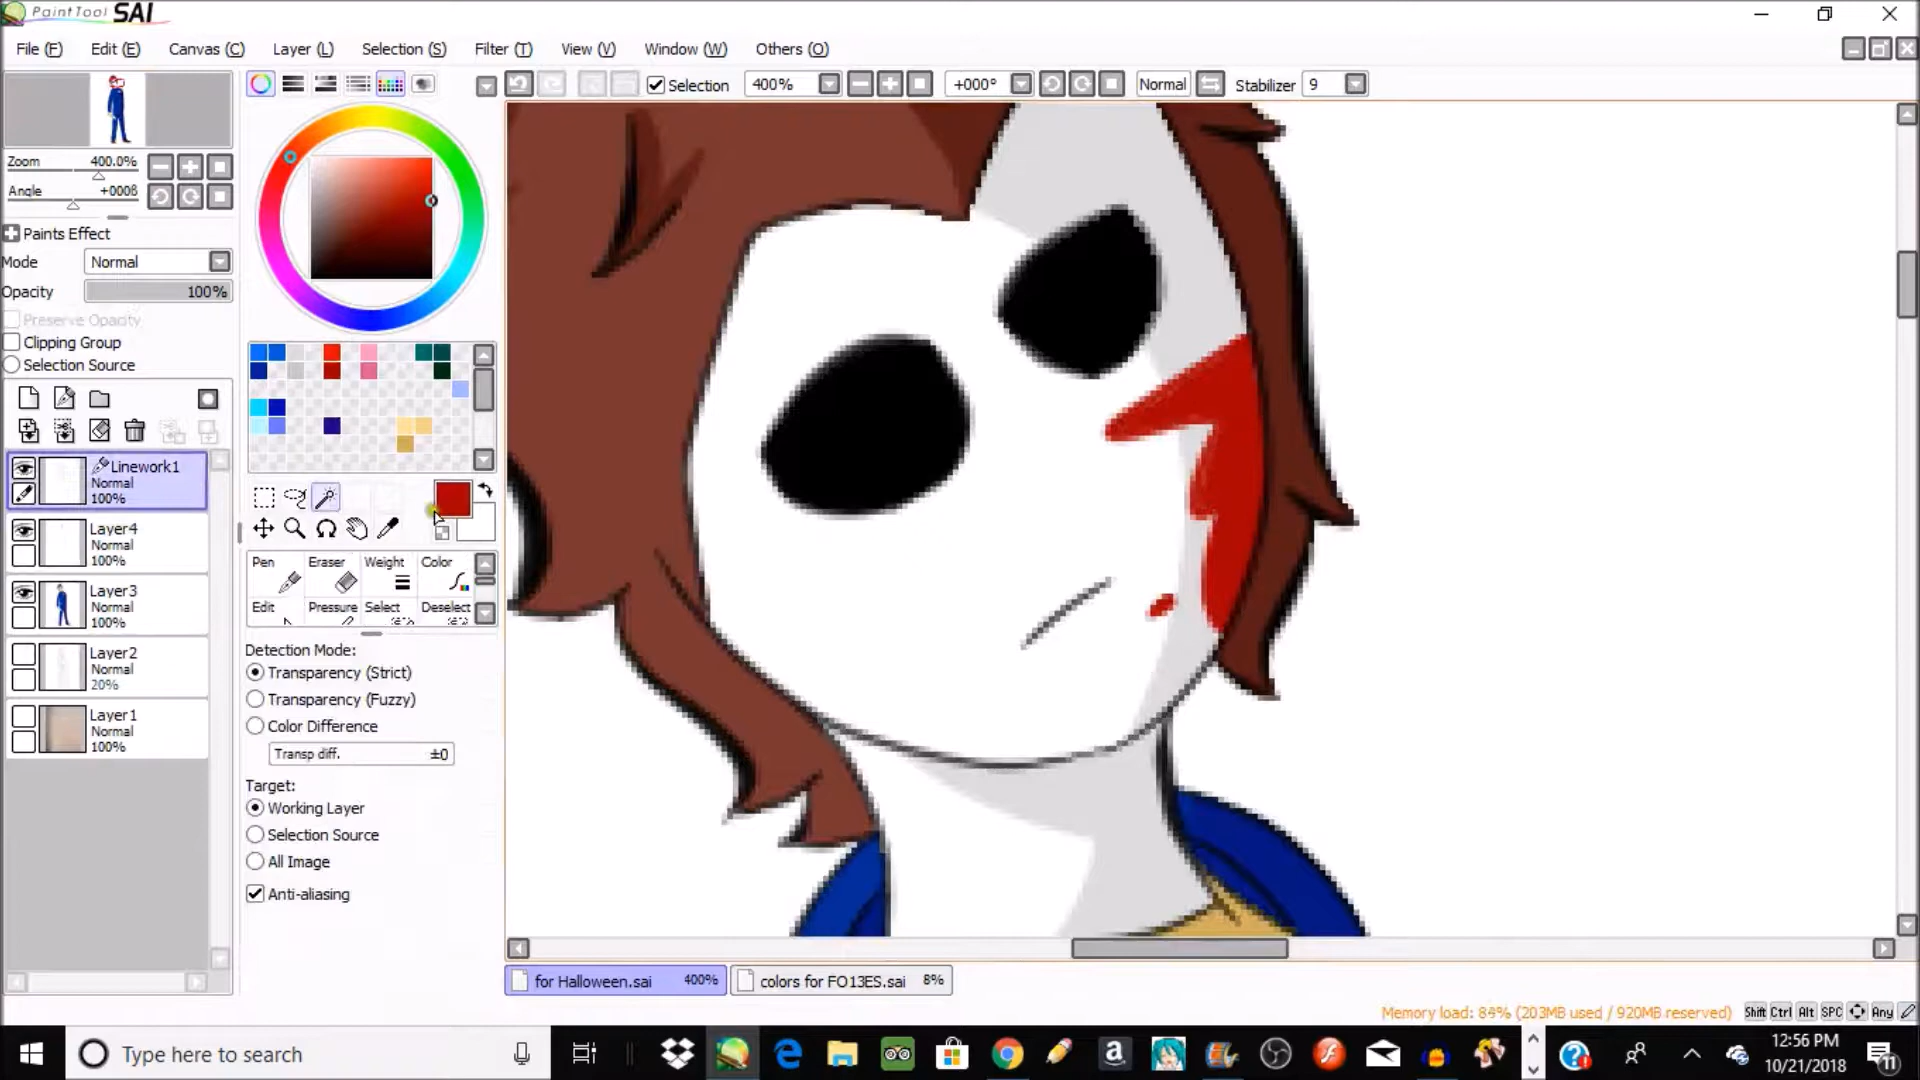 PaintTool SAI
File (F) Edit (E) Canvas (C) Layer (L) Selection (S) Filter (T) View (V) Window (W) Others (O)
Selection 400% +000° Normal Stabilizer 9
Zoom 400.0%
Angle +0008
Paints Effect
Mode Normal
Opacity 100%
Preserve Opacity
Clipping Group
Selection Source
Linework1
Normal
100%
Layer4
Normal
100%
Layer3
Normal
100%
Layer2
Normal
20%
Layer1
Normal
100%
Pen Eraser Weight Color
Edit Pressure Select Deselect
Detection Mode:
Transparency (Strict)
Transparency (Fuzzy)
Color Difference
Transp diff. ±0
Target:
Working Layer
Selection Source
All Image
Anti-aliasing
for Halloween.sai 400% colors for FO13ES.sai 8%
Memory load: 84% (203MB used / 920MB reserved) Shift Ctrl Alt SPC Any
Type here to search
12:56 PM
10/21/2018
11